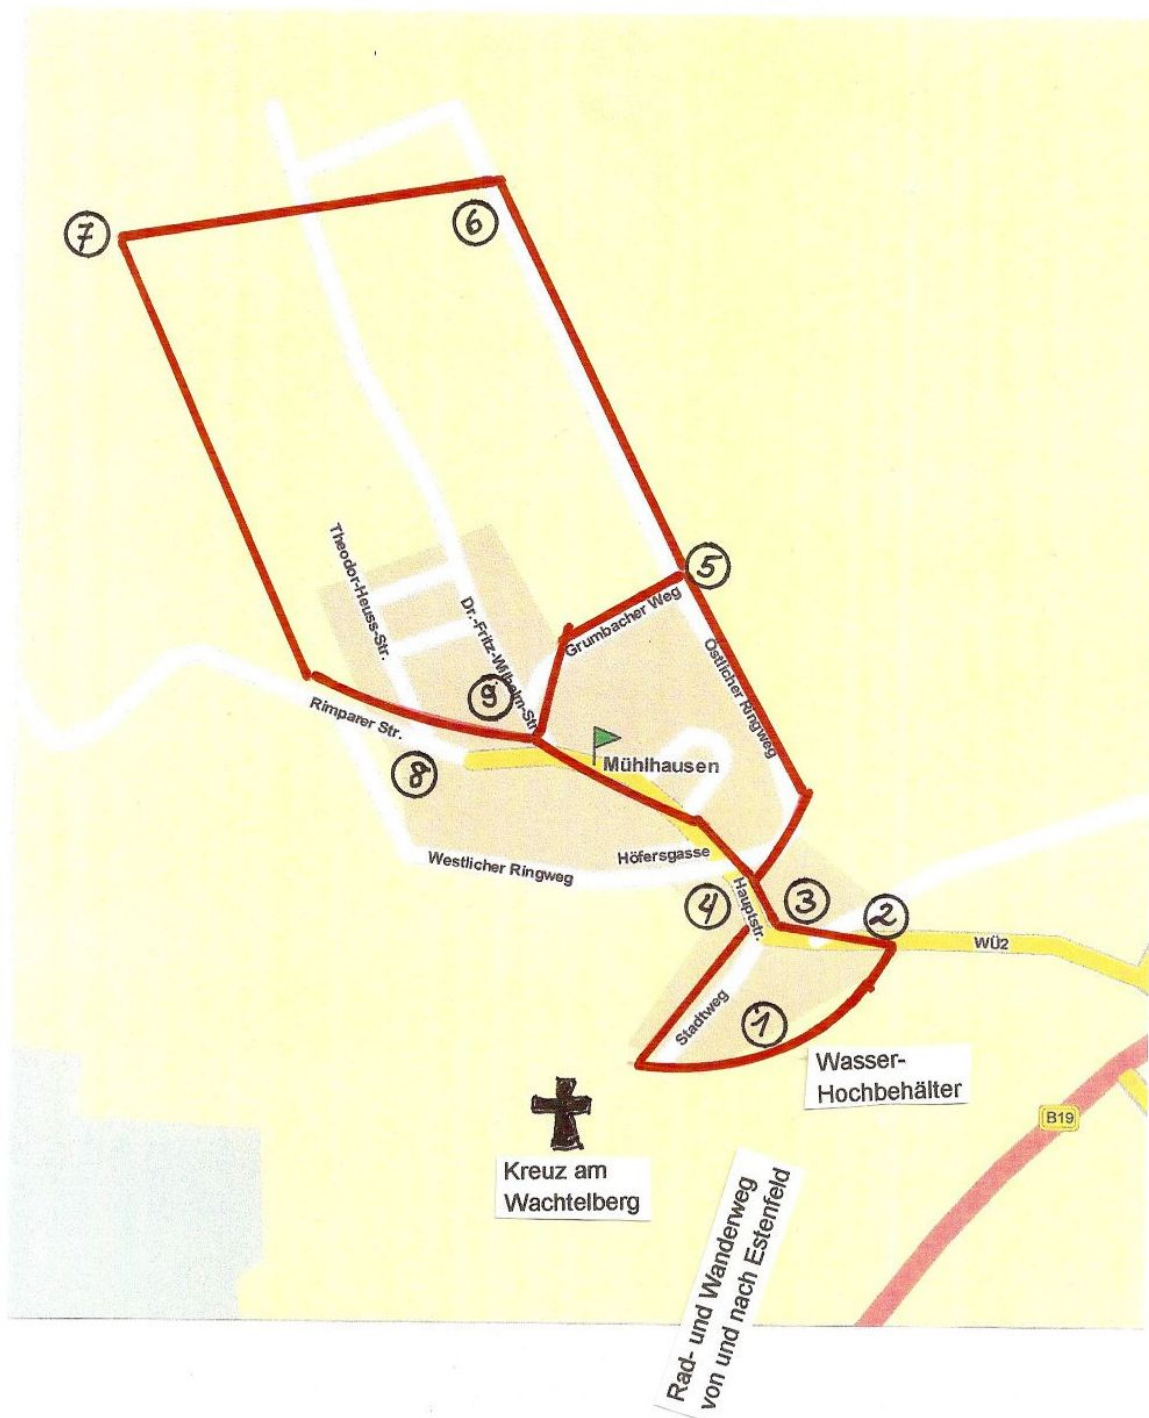 7
6
5
Theodor-Heuss-Str.
Dr.-Fritz-Wilhelm-Str.
Grumbacher Weg
Östlicher Ringweg
9
Rimparer Str.
8
Mühlhausen
Höfersgasse
Westlicher Ringweg
Hauptstr.
4
3
2
WÜ2
Stadtweg
1
Wasser-
Hochbehälter
B19
Kreuz am
Wachtelberg
Rad- und Wanderweg
von und nach Estenfeld